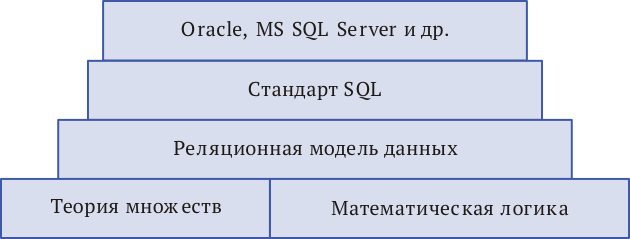 Oracle, MS SQL Server и др.
Стандарт SQL
Реляционная модель данных
Теория множеств
Математическая логика